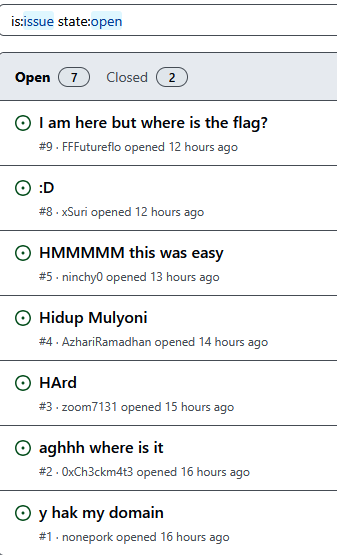 is:issue state:open
Open 7 Closed 2
I am here but where is the flag?
#9 · FFFutureflo opened 12 hours ago
:D
#8 · xSuri opened 12 hours ago
HMMMMM this was easy
#5 · ninchy0 opened 13 hours ago
Hidup Mulyoni
#4 · AzhariRamadhan opened 14 hours ago
HArd
#3 · zoom7131 opened 15 hours ago
aghhh where is it
#2 · 0xCh3ckm4t3 opened 16 hours ago
y hak my domain
#1 · nonepork opened 16 hours ago